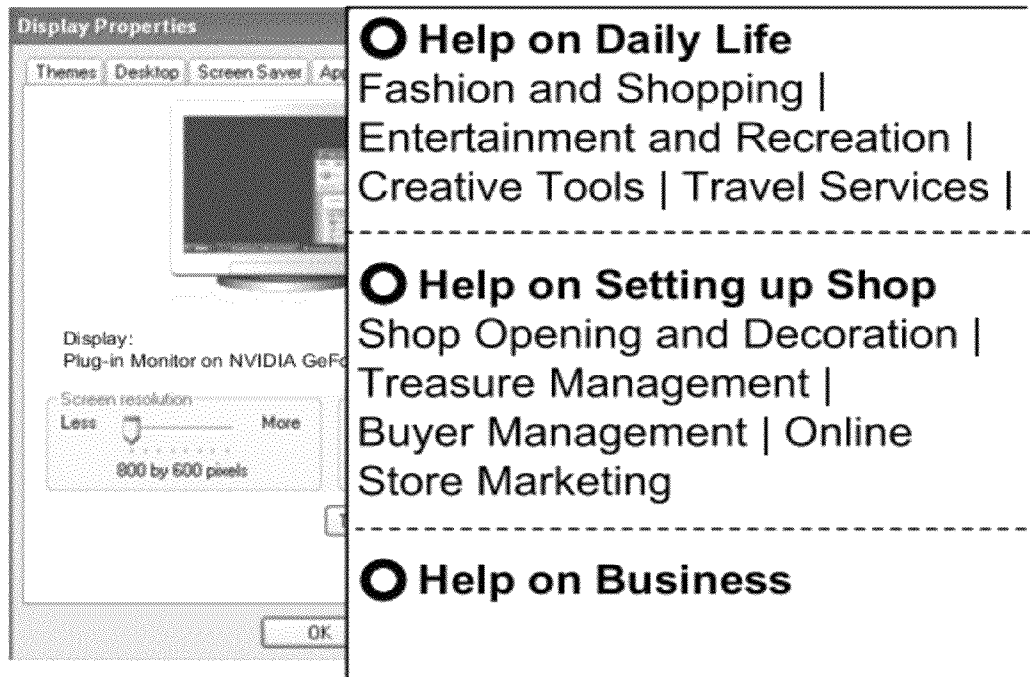 Display Properties
Themes Desktop Screen Saver App
Display:
Plug-in Monitor on NVIDIA GeFo
Screen resolution
Less More
800 by 600 pixels
T
OK
Help on Daily Life
Fashion and Shopping |
Entertainment and Recreation |
Creative Tools | Travel Services |
Help on Setting up Shop
Shop Opening and Decoration |
Treasure Management |
Buyer Management | Online
Store Marketing
Help on Business